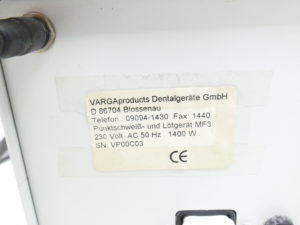 VARGAproducts Dentalgeräte GmbH
D 86704 Blossenau
Telefon : 09094-1430 Fax: 1440
Punktschweiß- und Lötgerät MF3
230 Volt AC 50 Hz 1400 W
SN: VP00C03
CE